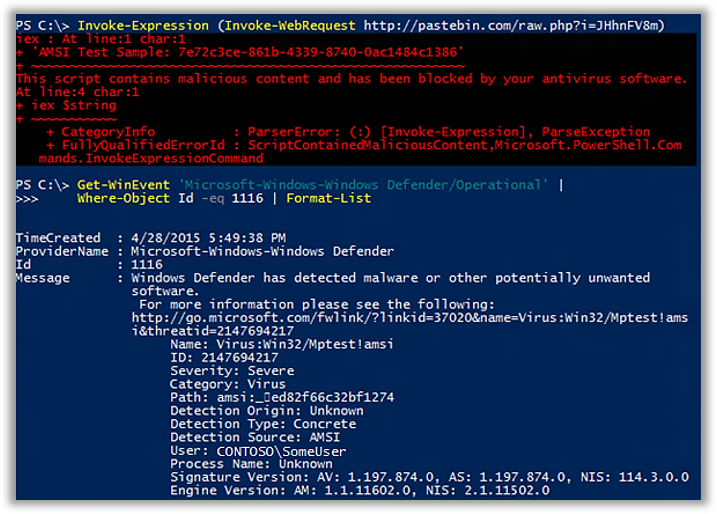 PS C:\> Invoke-Expression (Invoke-WebRequest http://pastebin.com/raw.php?i=JHhnFV8m)
iex : At line:1 char:1
+ 'AMSI Test Sample: 7e72c3ce-861b-4339-8740-0ac1484c1386'
+ ~~~~~~~~~~~~~~~~~~~~~~~~~~~~~~~~~~~~~~~~~~~~~~~~~~~~~~~~
This script contains malicious content and has been blocked by your antivirus software.
At line:4 char:1
+ iex $string
+ ~~~~~~~~~~~
+ CategoryInfo : ParserError: (:) [Invoke-Expression], ParseException
+ FullyQualifiedErrorId : ScriptContainedMaliciousContent,Microsoft.PowerShell.Com
mands.InvokeExpressionCommand
PS C:\> Get-WinEvent 'Microsoft-Windows-Windows Defender/Operational' |
>>> Where-Object Id -eq 1116 | Format-List
TimeCreated : 4/28/2015 5:49:38 PM
ProviderName : Microsoft-Windows-Windows Defender
Id : 1116
Message : Windows Defender has detected malware or other potentially unwanted
software.
For more information please see the following:
http://go.microsoft.com/fwlink/?linkid=37020&name=Virus:Win32/Mptest!ams
i&threatid=2147694217
Name: Virus:Win32/Mptest!amsi
ID: 2147694217
Severity: Severe
Category: Virus
Path: amsi:_▯ed82f66c32bf1274
Detection Origin: Unknown
Detection Type: Concrete
Detection Source: AMSI
User: CONTOSO\SomeUser
Process Name: Unknown
Signature Version: AV: 1.197.874.0, AS: 1.197.874.0, NIS: 114.3.0.0
Engine Version: AM: 1.1.11602.0, NIS: 2.1.11502.0